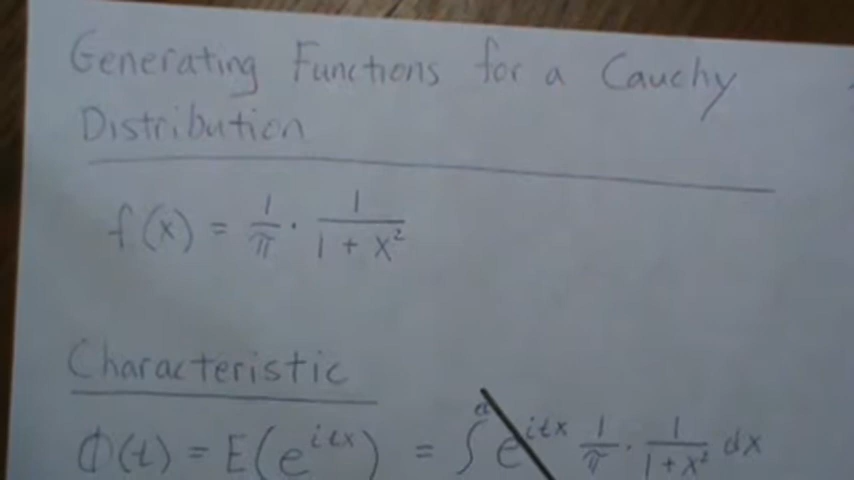 Generating Functions for a Cauchy
Distribution
f(x) = 1/π · 1/(1 + x²)
Characteristic
Φ(t) = E(e^{itx}) = ∫ e^{itx} 1/π · 1/(1+x²) dx